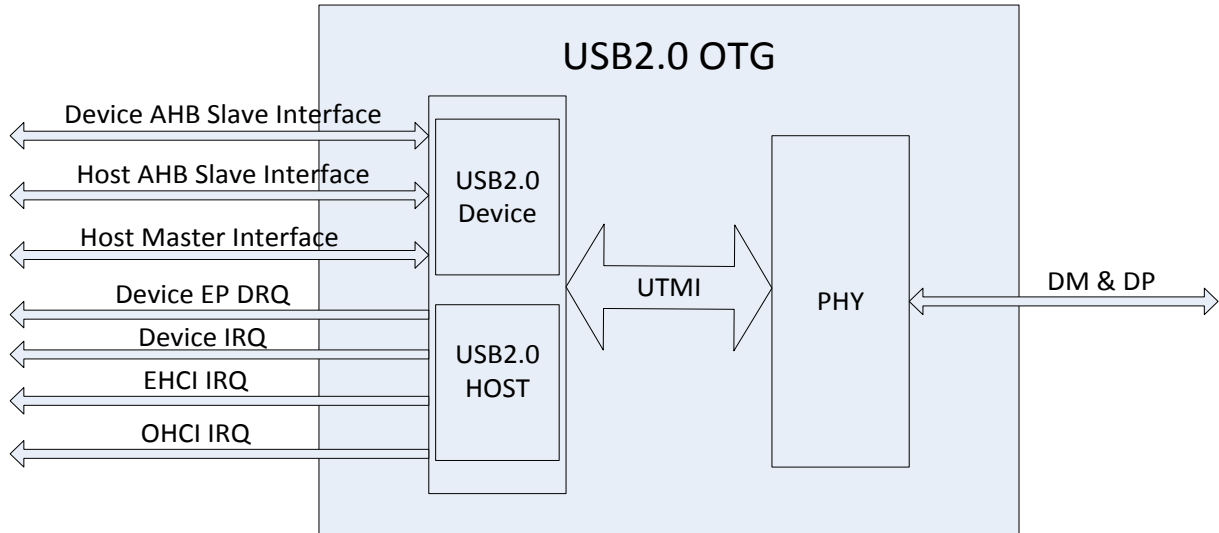 USB2.0 OTG
Device AHB Slave Interface
Host AHB Slave Interface
Host Master Interface
Device EP DRQ
Device IRQ
EHCI IRQ
OHCI IRQ
USB2.0
Device
USB2.0
HOST
UTMI
PHY
DM & DP